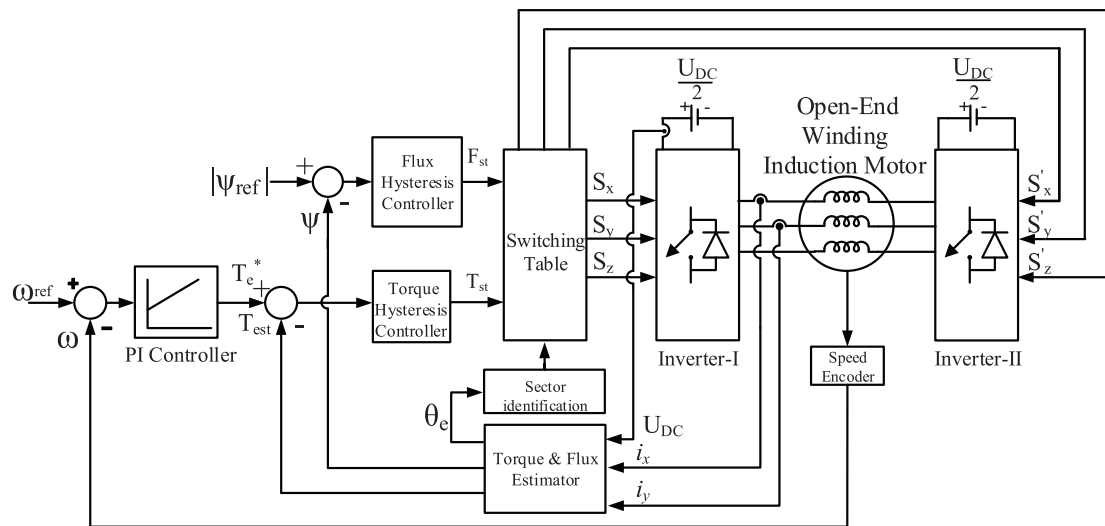 U_DC
2
+ -
U_DC
2
+ -
Open-End
Winding
Induction Motor
Flux
Hysteresis
Controller
F_st
|ψ_ref|
+
-
ψ
S_x
S_y
S_z
Switching
Table
S'_x
S'_y
S'_z
ω_ref
+
-
ω
PI Controller
T_e*
+
-
T_est
Torque
Hysteresis
Controller
T_st
Inverter-I
Inverter-II
Speed
Encoder
Sector
identification
θ_e
Torque & Flux
Estimator
U_DC
i_x
i_y